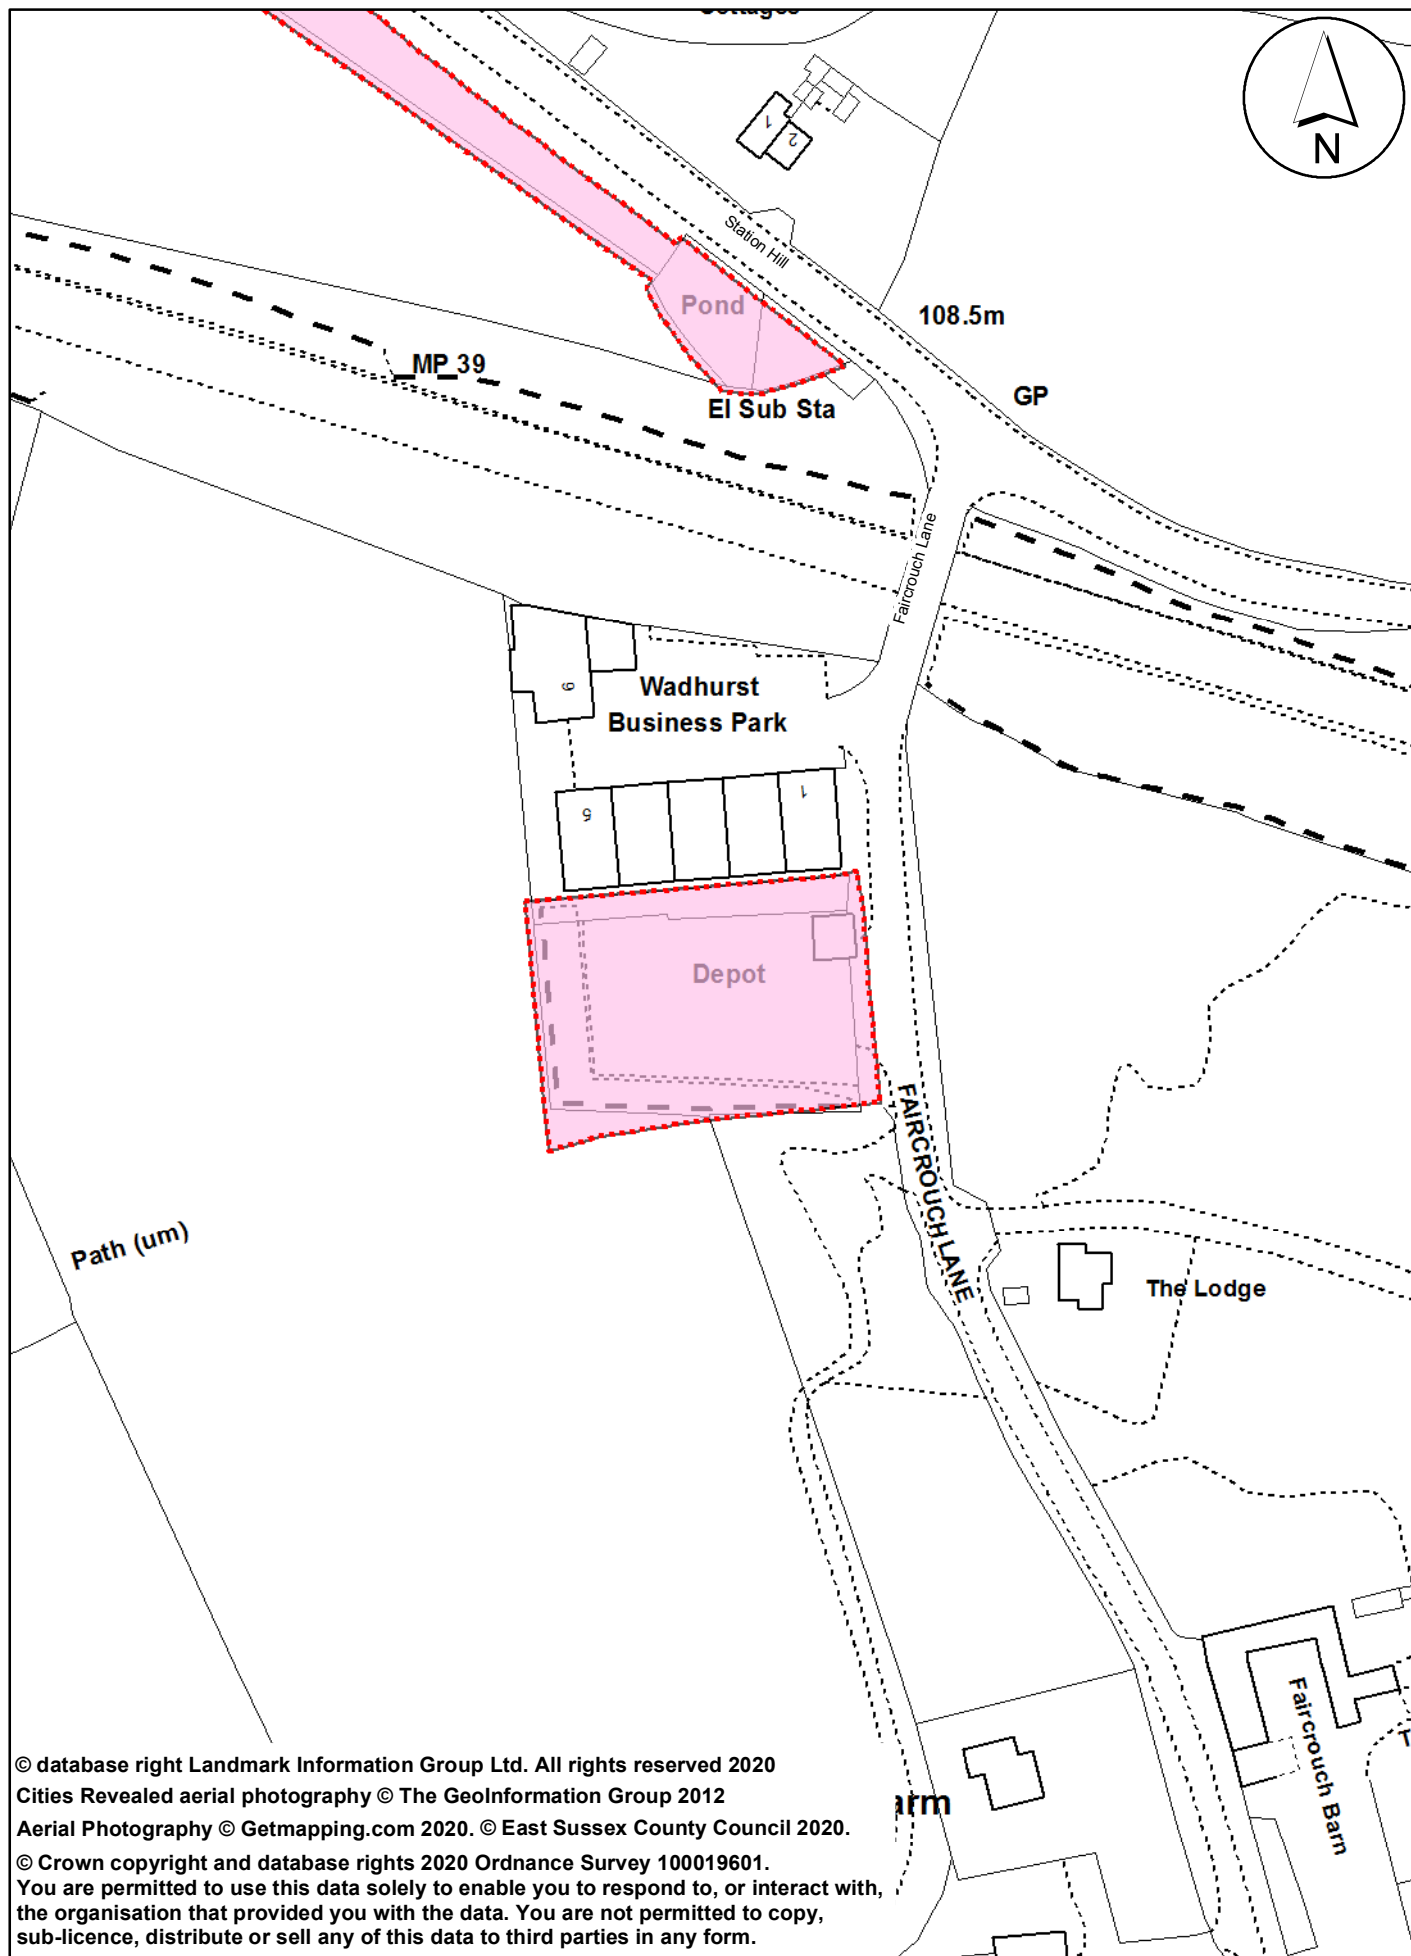 Cottages
N
1
2
Station Hill
Pond
108.5m
MP 39
GP
El Sub Sta
Faircrouch Lane
Wadhurst
Business Park
9
5
1
Depot
FAIRCROUCH LANE
Path (um)
The Lodge
Faircrouch Barn
© database right Landmark Information Group Ltd. All rights reserved 2020
Cities Revealed aerial photography © The GeoInformation Group 2012
Aerial Photography © Getmapping.com 2020. © East Sussex County Council 2020.
© Crown copyright and database rights 2020 Ordnance Survey 100019601.
You are permitted to use this data solely to enable you to respond to, or interact with,
the organisation that provided you with the data. You are not permitted to copy,
sub-licence, distribute or sell any of this data to third parties in any form.